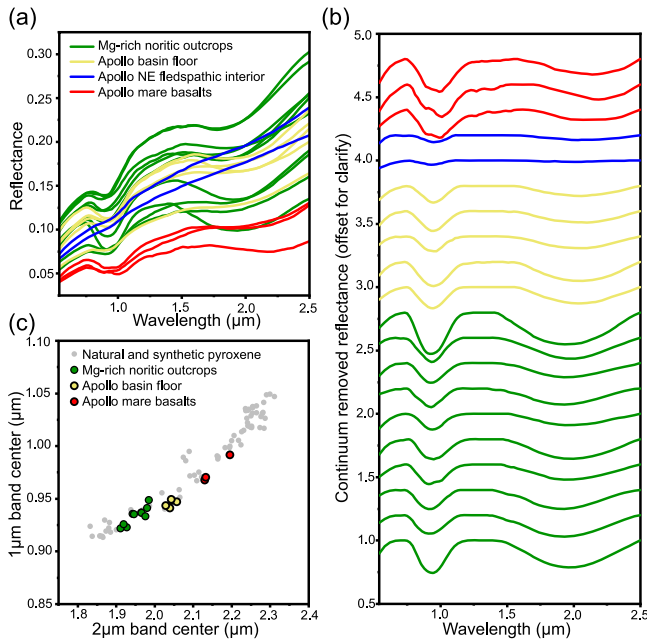 (a)
Mg-rich noritic outcrops
Apollo basin floor
Apollo NE fledspathic interior
Apollo mare basalts
Reflectance
0.30
0.25
0.20
0.15
0.10
0.05
1.0 1.5 2.0 2.5
Wavelength (μm)
(c)
Natural and synthetic pyroxene
Mg-rich noritic outcrops
Apollo basin floor
Apollo mare basalts
1μm band center (μm)
1.10
1.05
1.00
0.95
0.90
0.85
1.8 1.9 2.0 2.1 2.2 2.3 2.4
2μm band center (μm)
(b)
Continuum removed reflectance (offset for clarify)
5.0
4.5
4.0
3.5
3.0
2.5
2.0
1.5
1.0
0.5
1.0 1.5 2.0 2.5
Wavelength (μm)